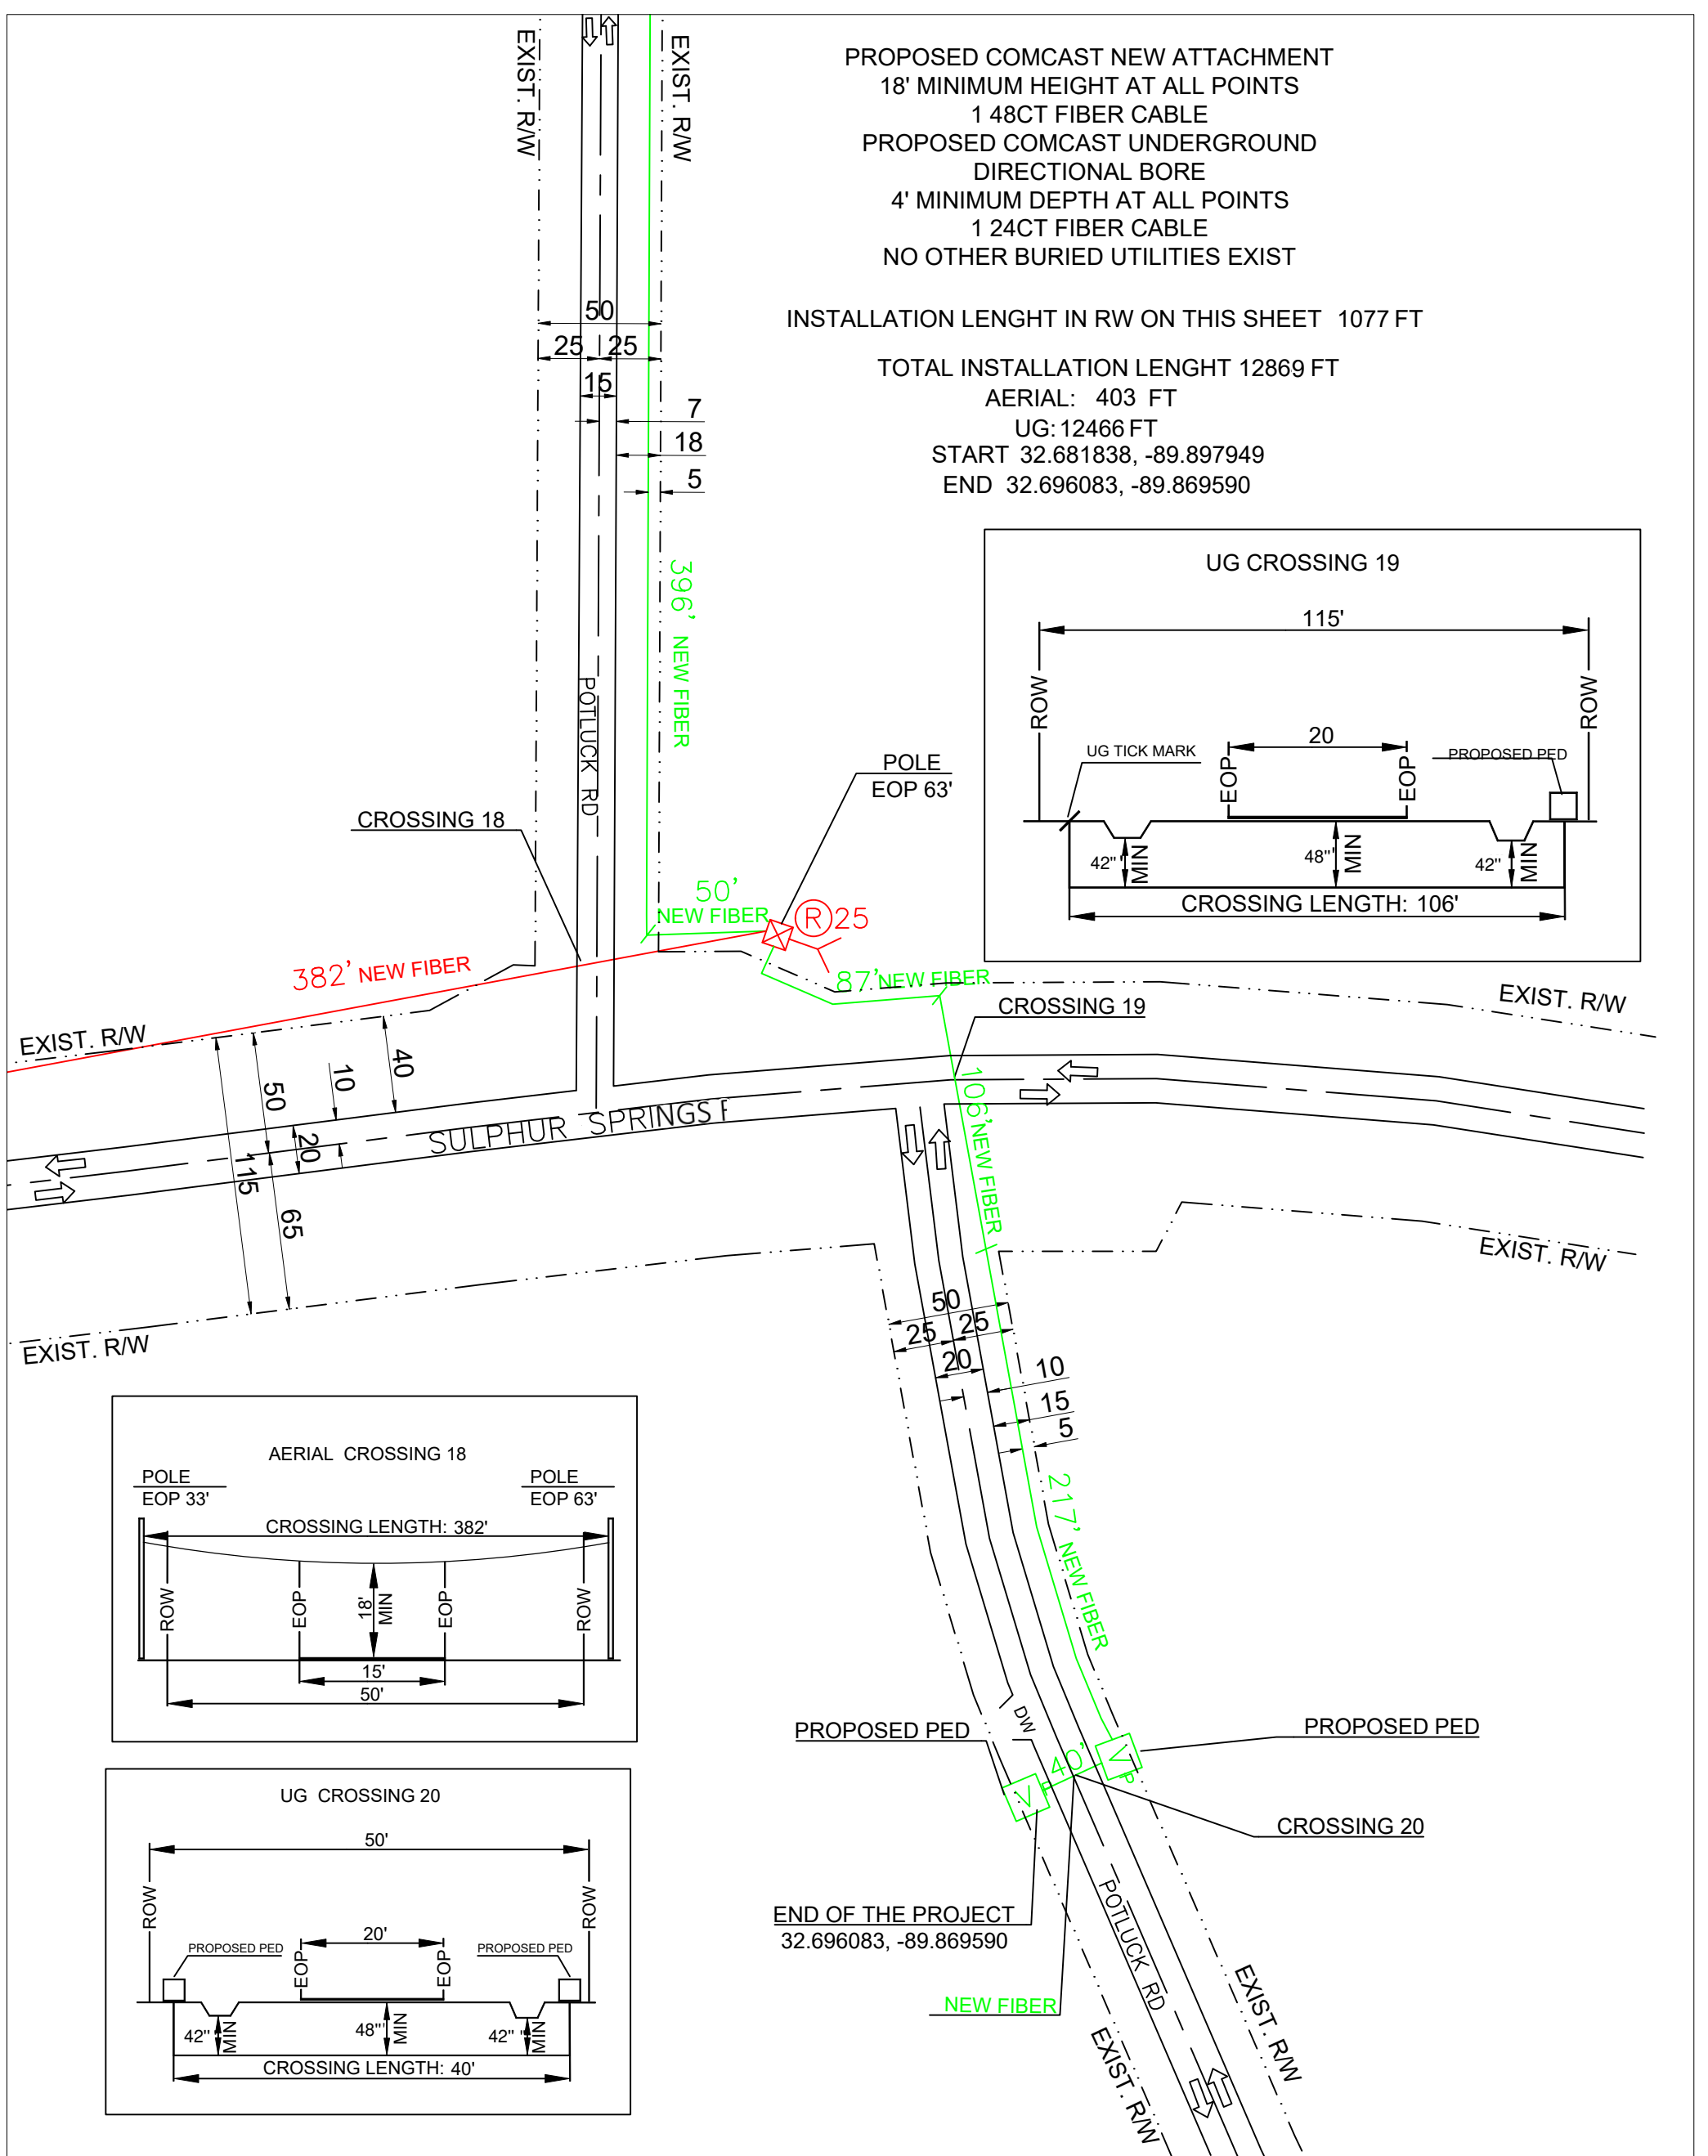 PROPOSED COMCAST NEW ATTACHMENT
18' MINIMUM HEIGHT AT ALL POINTS
1 48CT FIBER CABLE
PROPOSED COMCAST UNDERGROUND
DIRECTIONAL BORE
4' MINIMUM DEPTH AT ALL POINTS
1 24CT FIBER CABLE
NO OTHER BURIED UTILITIES EXIST
INSTALLATION LENGHT IN RW ON THIS SHEET 1077 FT
TOTAL INSTALLATION LENGHT 12869 FT
AERIAL: 403 FT
UG: 12466 FT
START 32.681838, -89.897949
END 32.696083, -89.869590
EXIST. R/W
EXIST. R/W
50
25
25
15
7
18
5
396' NEW FIBER
POTLUCK RD
UG CROSSING 19
115'
ROW
ROW
20
UG TICK MARK
PROPOSED PED
EOP
EOP
42"
MIN
48"
MIN
42"
MIN
CROSSING LENGTH: 106'
POLE
EOP 63'
CROSSING 18
50'
NEW FIBER
R 25
382' NEW FIBER
87' NEW FIBER
CROSSING 19
EXIST. R/W
EXIST. R/W
40
10
50
20
115
65
SULPHUR SPRINGS F
106' NEW FIBER
EXIST. R/W
EXIST. R/W
50
25
25
20
10
15
5
217' NEW FIBER
AERIAL CROSSING 18
POLE
EOP 33'
POLE
EOP 63'
CROSSING LENGTH: 382'
ROW
EOP
18'
MIN
EOP
ROW
15'
50'
DW
PROPOSED PED
PROPOSED PED
40'
V
V
P
CROSSING 20
END OF THE PROJECT
32.696083, -89.869590
NEW FIBER
POTLUCK RD
EXIST. R/W
EXIST. R/W
UG CROSSING 20
50'
ROW
ROW
20'
PROPOSED PED
PROPOSED PED
EOP
EOP
42"
MIN
48"
MIN
42"
MIN
CROSSING LENGTH: 40'